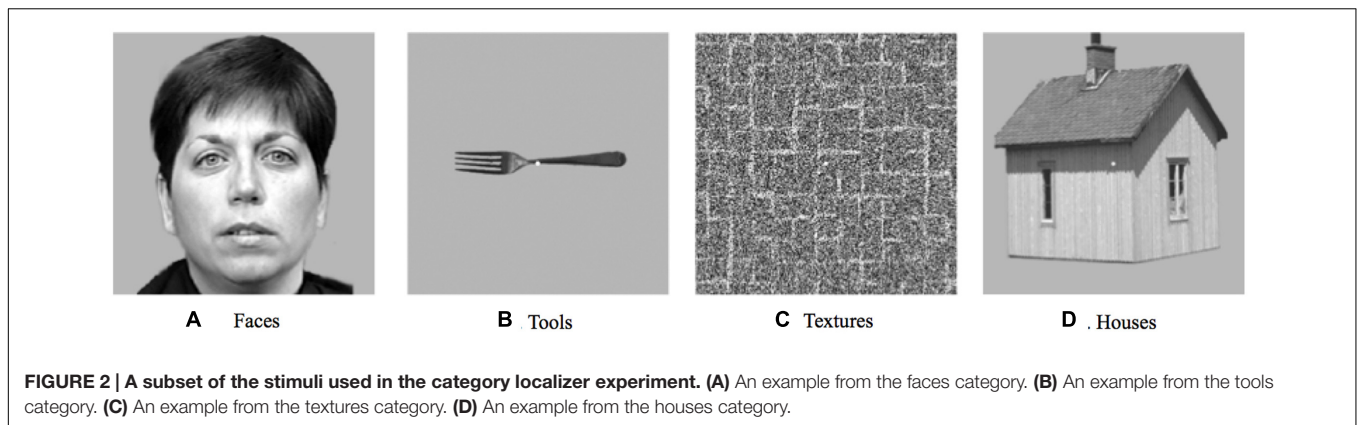 A Faces
B . Tools
C Textures
D . Houses
FIGURE 2 | A subset of the stimuli used in the category localizer experiment. (A) An example from the faces category. (B) An example from the tools
category. (C) An example from the textures category. (D) An example from the houses category.